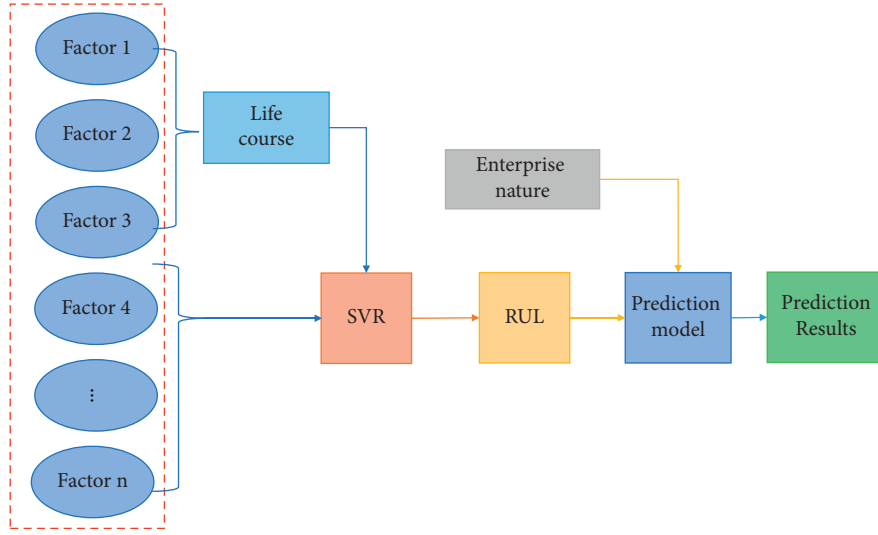 Factor 1
Factor 2
Factor 3
Factor 4
⋮
Factor n
Life
course
Enterprise
nature
SVR
RUL
Prediction
model
Prediction
Results